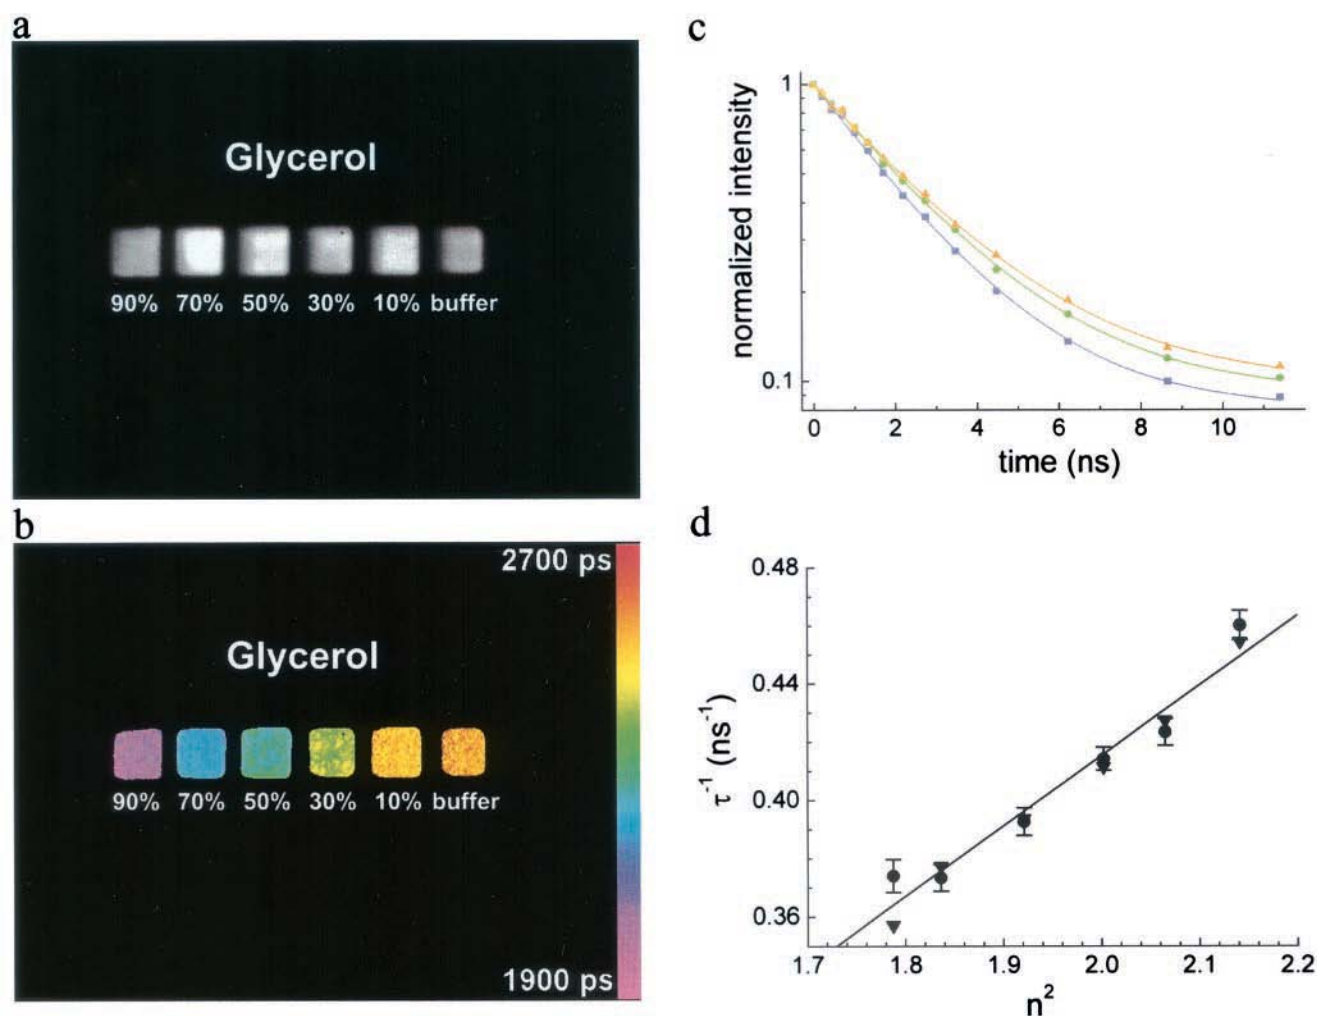 a
Glycerol
90% 70% 50% 30% 10% buffer
b
2700 ps
Glycerol
90% 70% 50% 30% 10% buffer
1900 ps
c
normalized intensity
1
0.1
0 2 4 6 8 10
time (ns)
d
τ⁻¹ (ns⁻¹)
0.48
0.44
0.40
0.36
1.7 1.8 1.9 2.0 2.1 2.2
n²